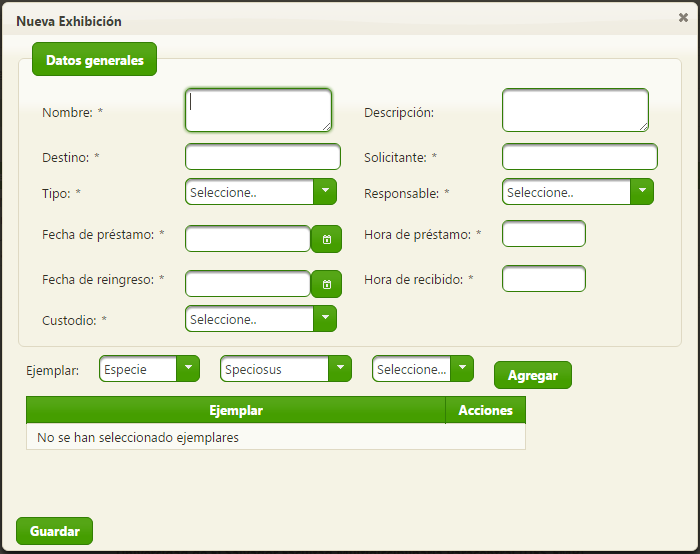 Nueva Exhibición
Datos generales
Nombre: * Descripción:
Destino: * Solicitante: *
Tipo: * Seleccione.. Responsable: * Seleccione..
Fecha de préstamo: * Hora de préstamo: *
Fecha de reingreso: * Hora de recibido: *
Custodio: * Seleccione..
Ejemplar: Especie Speciosus Seleccione... Agregar
Ejemplar Acciones
No se han seleccionado ejemplares
Guardar